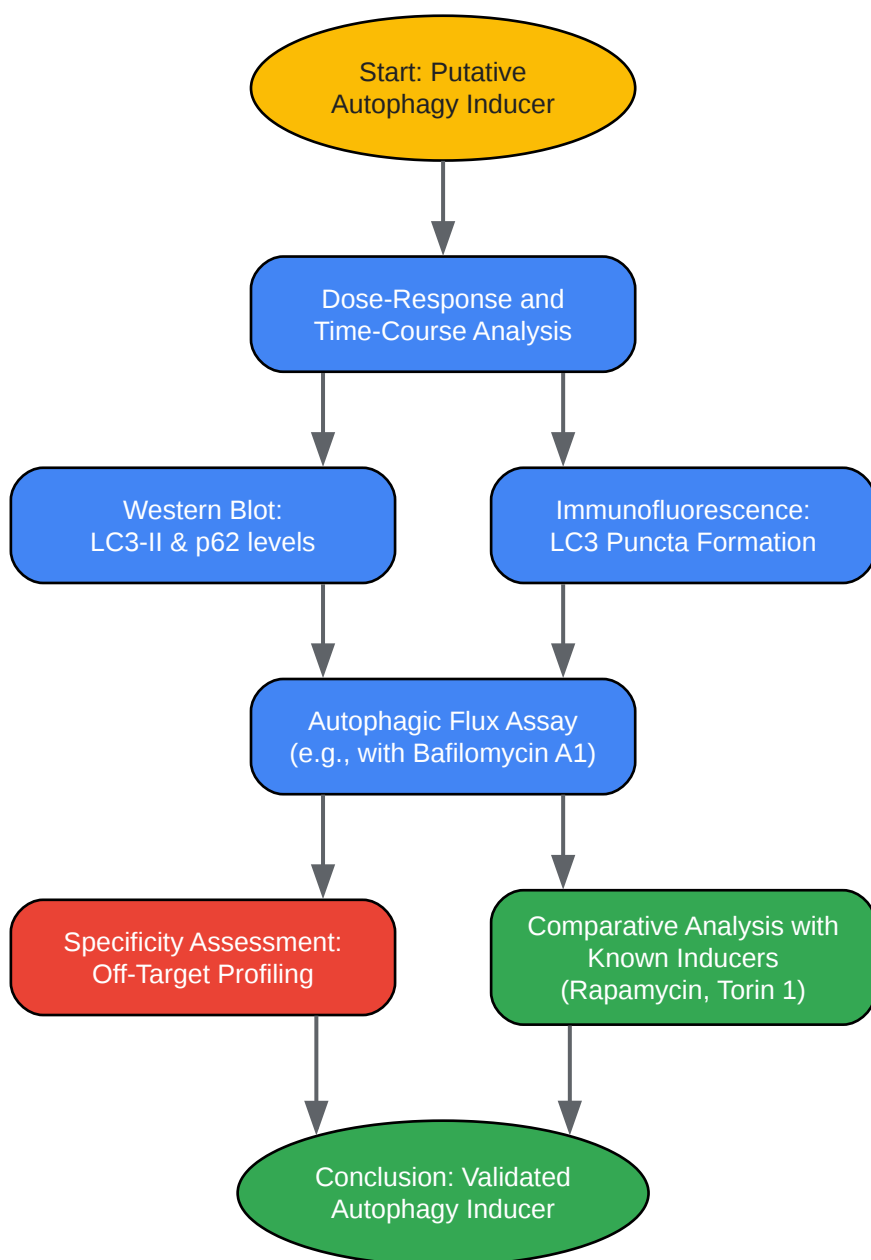 Start: Putative
Autophagy Inducer
Dose-Response and
Time-Course Analysis
Western Blot:
LC3-II & p62 levels
Immunofluorescence:
LC3 Puncta Formation
Autophagic Flux Assay
(e.g., with Bafilomycin A1)
Specificity Assessment:
Off-Target Profiling
Comparative Analysis with
Known Inducers
(Rapamycin, Torin 1)
Conclusion: Validated
Autophagy Inducer